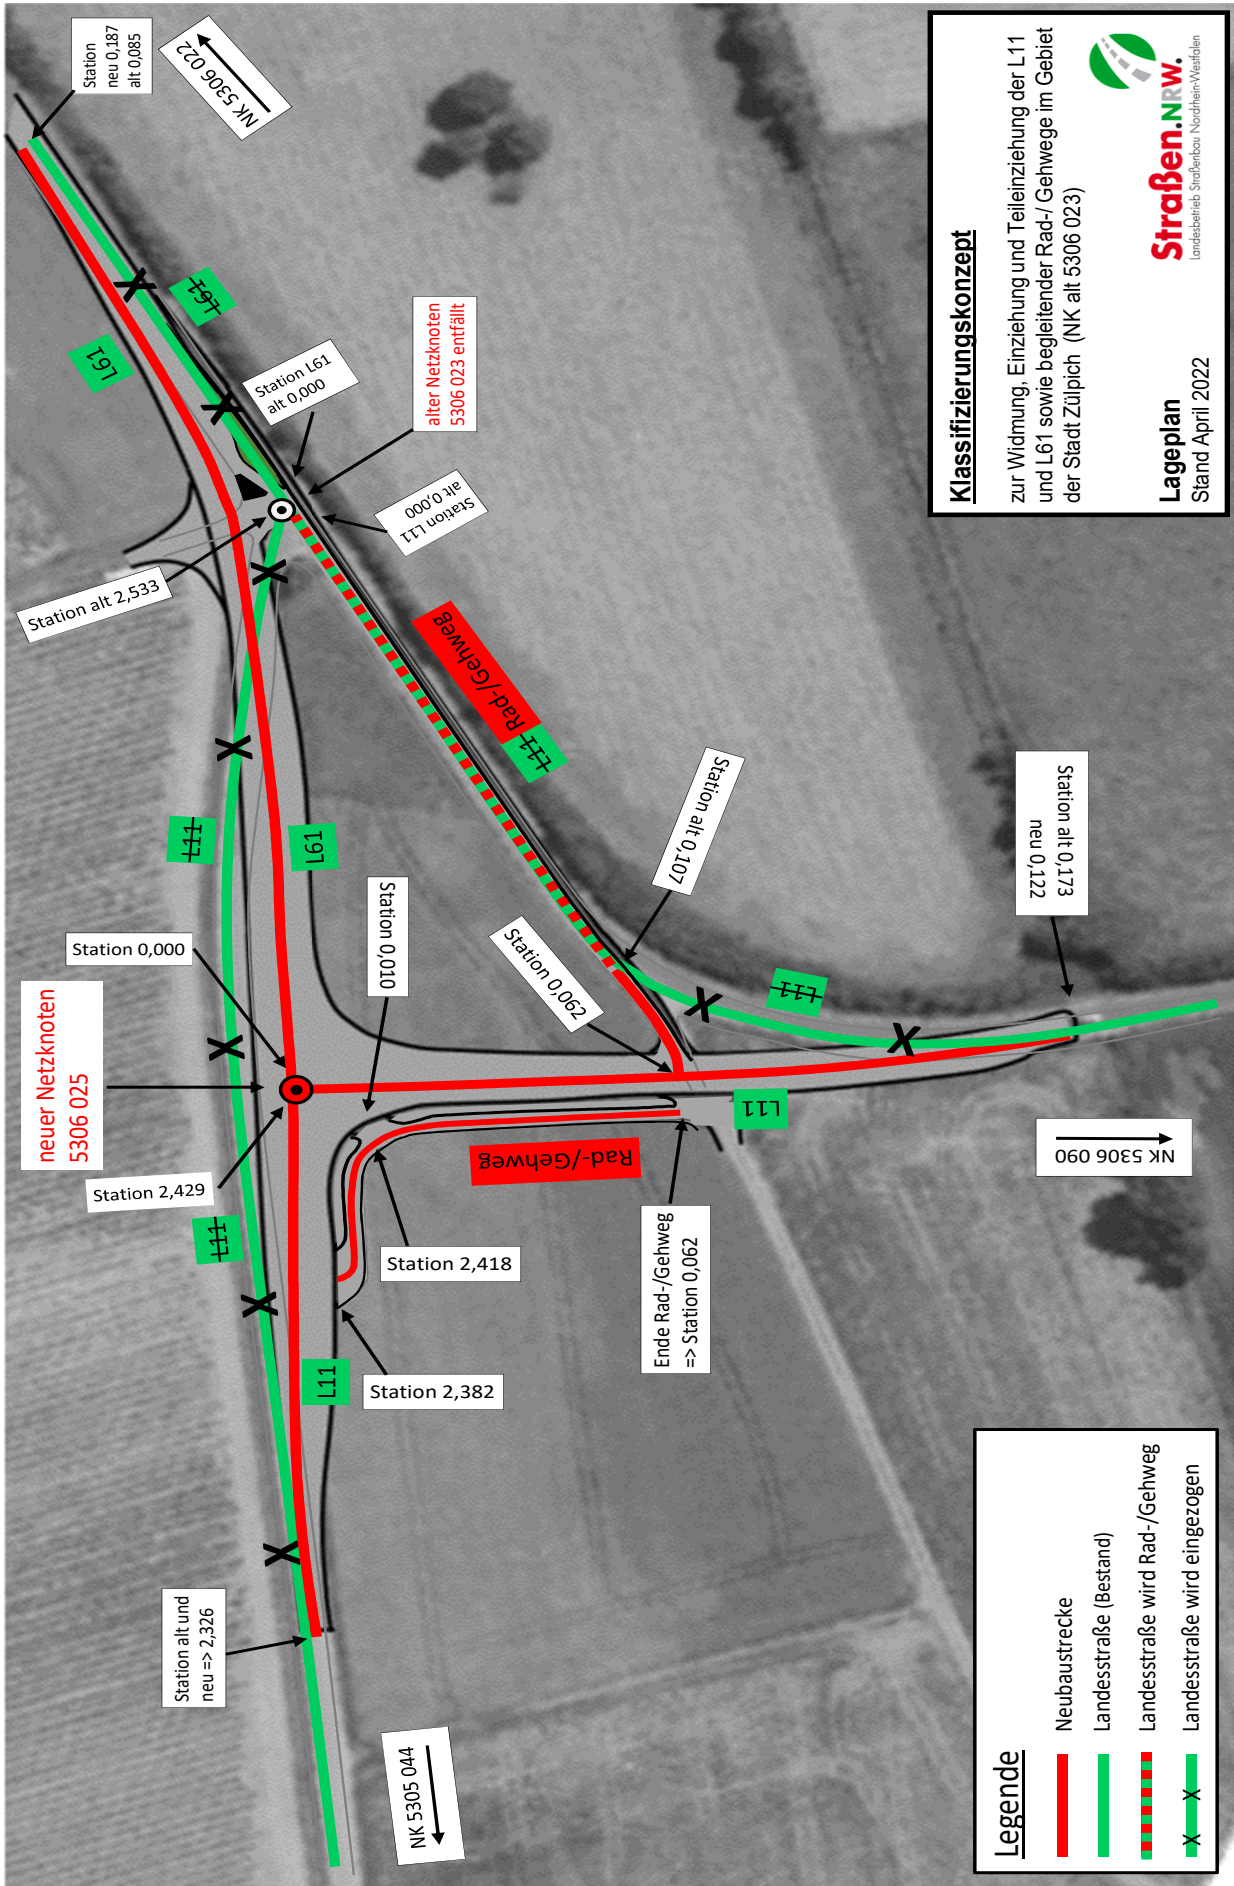 Station
neu 0,187
alt 0,085
NK 5306 022
L61
L61
Station L61
alt 0,000
alter Netzknoten
5306 023 entfällt
Station L11
alt 0,000
Station alt 2,533
Rad-/Gehweg
L11
L11
L61
Station alt 0,107
Station alt 0,173
neu 0,122
Station 0,000
Station 0,010
Station 0,062
neuer Netzknoten
5306 025
L11
L11
NK 5306 090
Station 2,429
Rad-/Gehweg
L11
Station 2,418
Ende Rad-/Gehweg
=> Station 0,062
L11
Station 2,382
Station alt und
neu => 2,326
NK 5305 044
Klassifizierungskonzept
zur Widmung, Einziehung und Teileinziehung der L11
und L61 sowie begleitender Rad-/ Gehwege im Gebiet
der Stadt Zülpich (NK alt 5306 023)
Lageplan
Stand April 2022
Straßen.NRW.
Landesbetrieb Straßenbau Nordrhein-Westfalen
Legende
Neubaustrecke
Landesstraße (Bestand)
Landesstraße wird Rad-/Gehweg
X X Landesstraße wird eingezogen